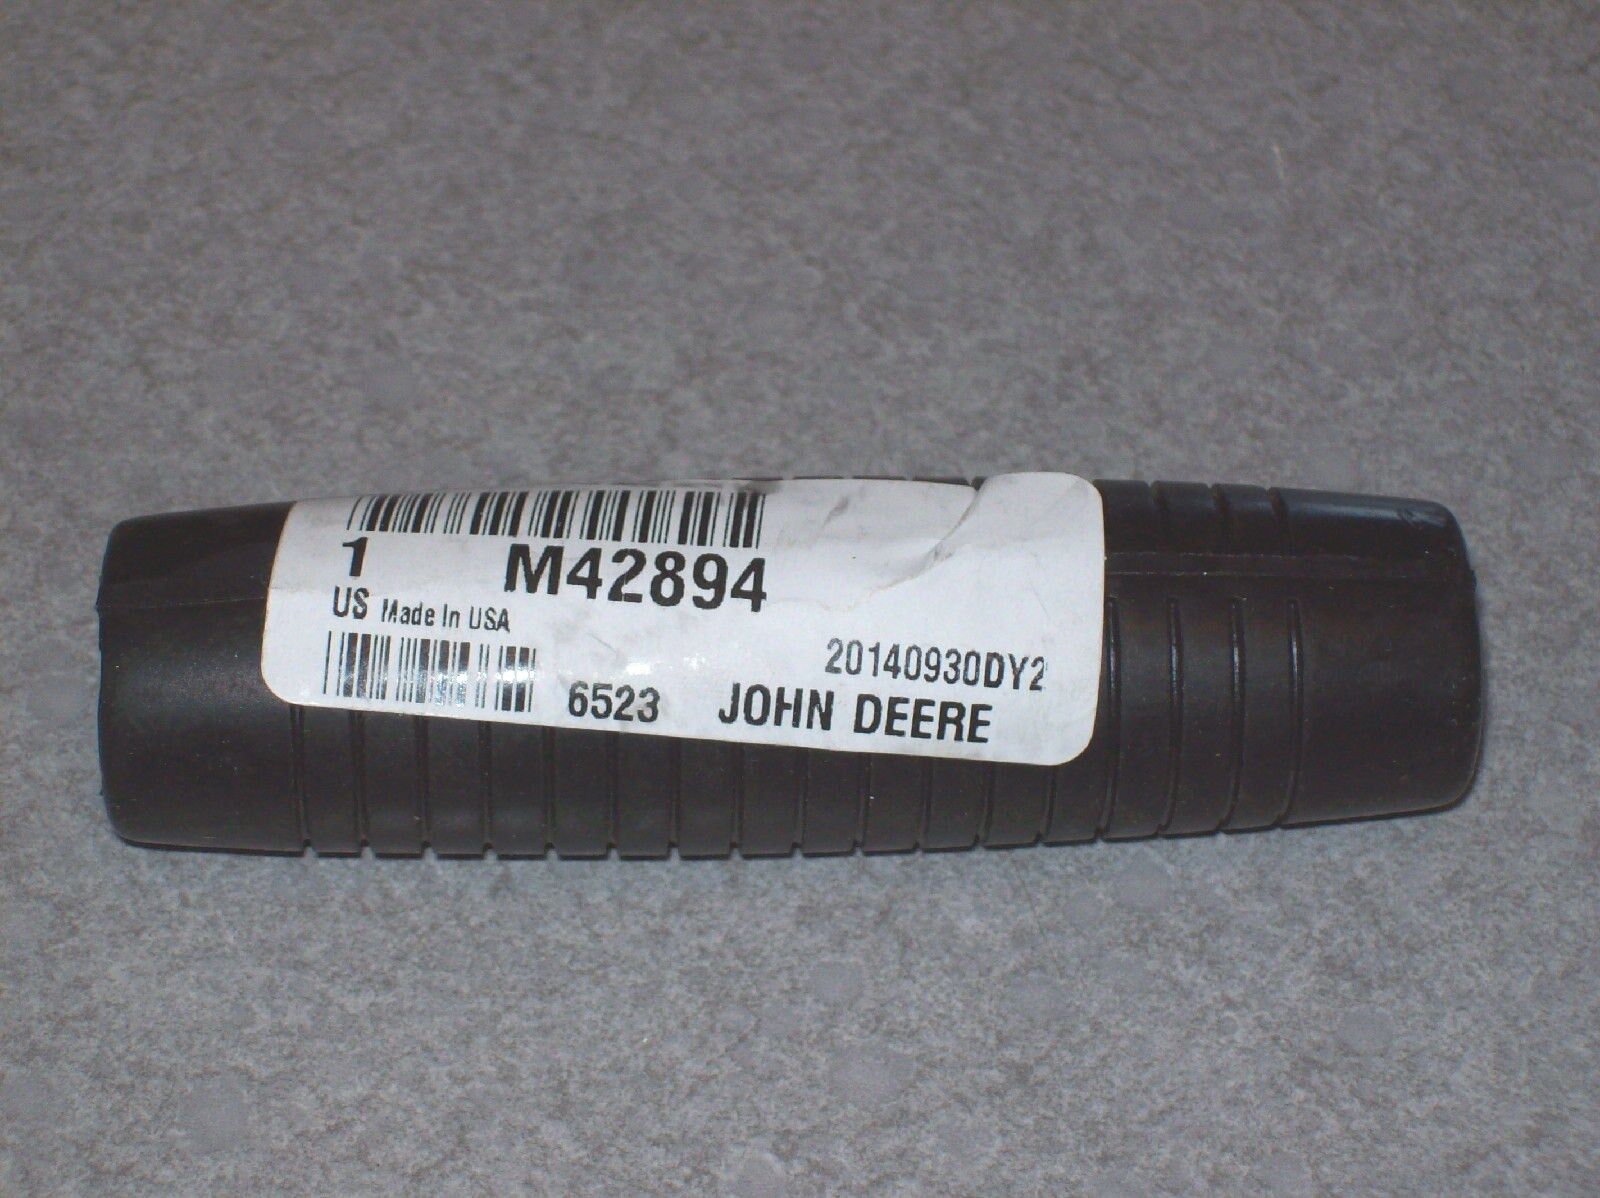 1 M42894
US Made In USA
20140930DY2
6523 JOHN DEERE